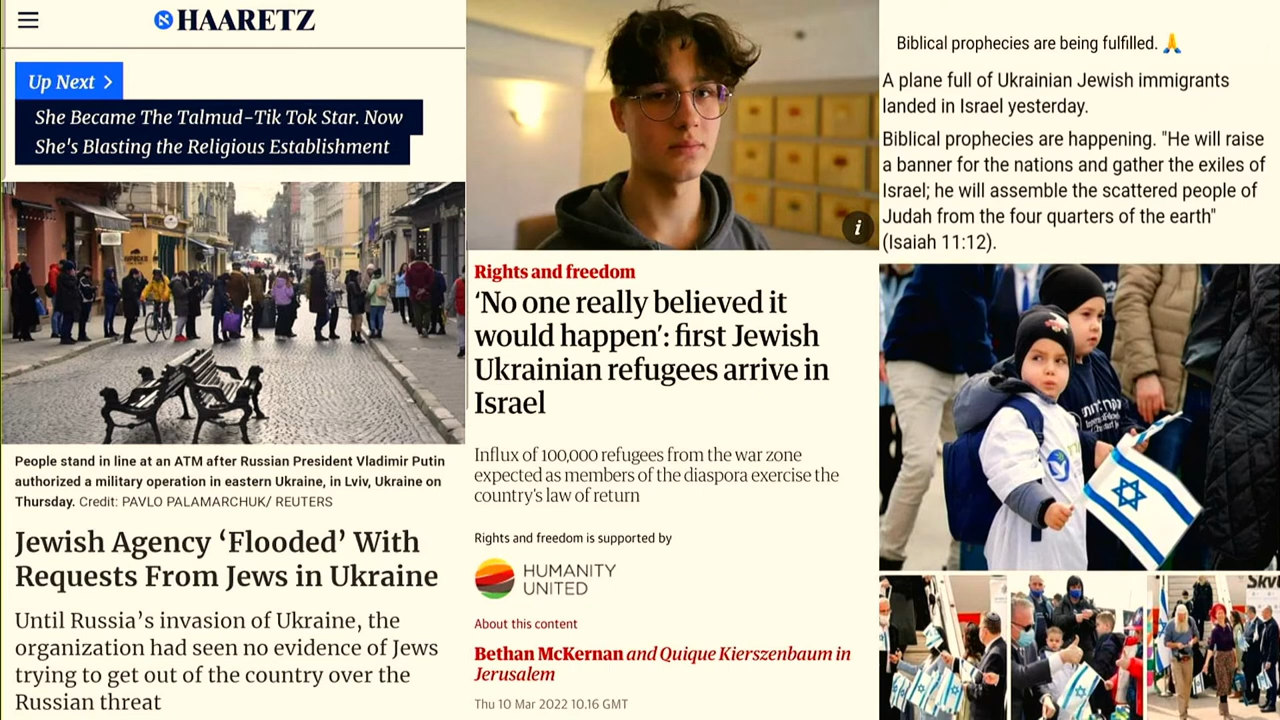 HAARETZ
Up Next >
She Became The Talmud-Tik Tok Star. Now
She's Blasting the Religious Establishment
People stand in line at an ATM after Russian President Vladimir Putin
authorized a military operation in eastern Ukraine, in Lviv, Ukraine on
Thursday. Credit: PAVLO PALAMARCHUK/ REUTERS
Jewish Agency ‘Flooded’ With
Requests From Jews in Ukraine
Until Russia’s invasion of Ukraine, the
organization had seen no evidence of Jews
trying to get out of the country over the
Russian threat
i
Rights and freedom
‘No one really believed it
would happen’: first Jewish
Ukrainian refugees arrive in
Israel
Influx of 100,000 refugees from the war zone
expected as members of the diaspora exercise the
country’s law of return
Rights and freedom is supported by
HUMANITY
UNITED
About this content
Bethan McKernan and Quique Kierszenbaum in
Jerusalem
Thu 10 Mar 2022 10.16 GMT
Biblical prophecies are being fulfilled. 🙏
A plane full of Ukrainian Jewish immigrants
landed in Israel yesterday.
Biblical prophecies are happening. "He will raise
a banner for the nations and gather the exiles of
Israel; he will assemble the scattered people of
Judah from the four quarters of the earth"
(Isaiah 11:12).